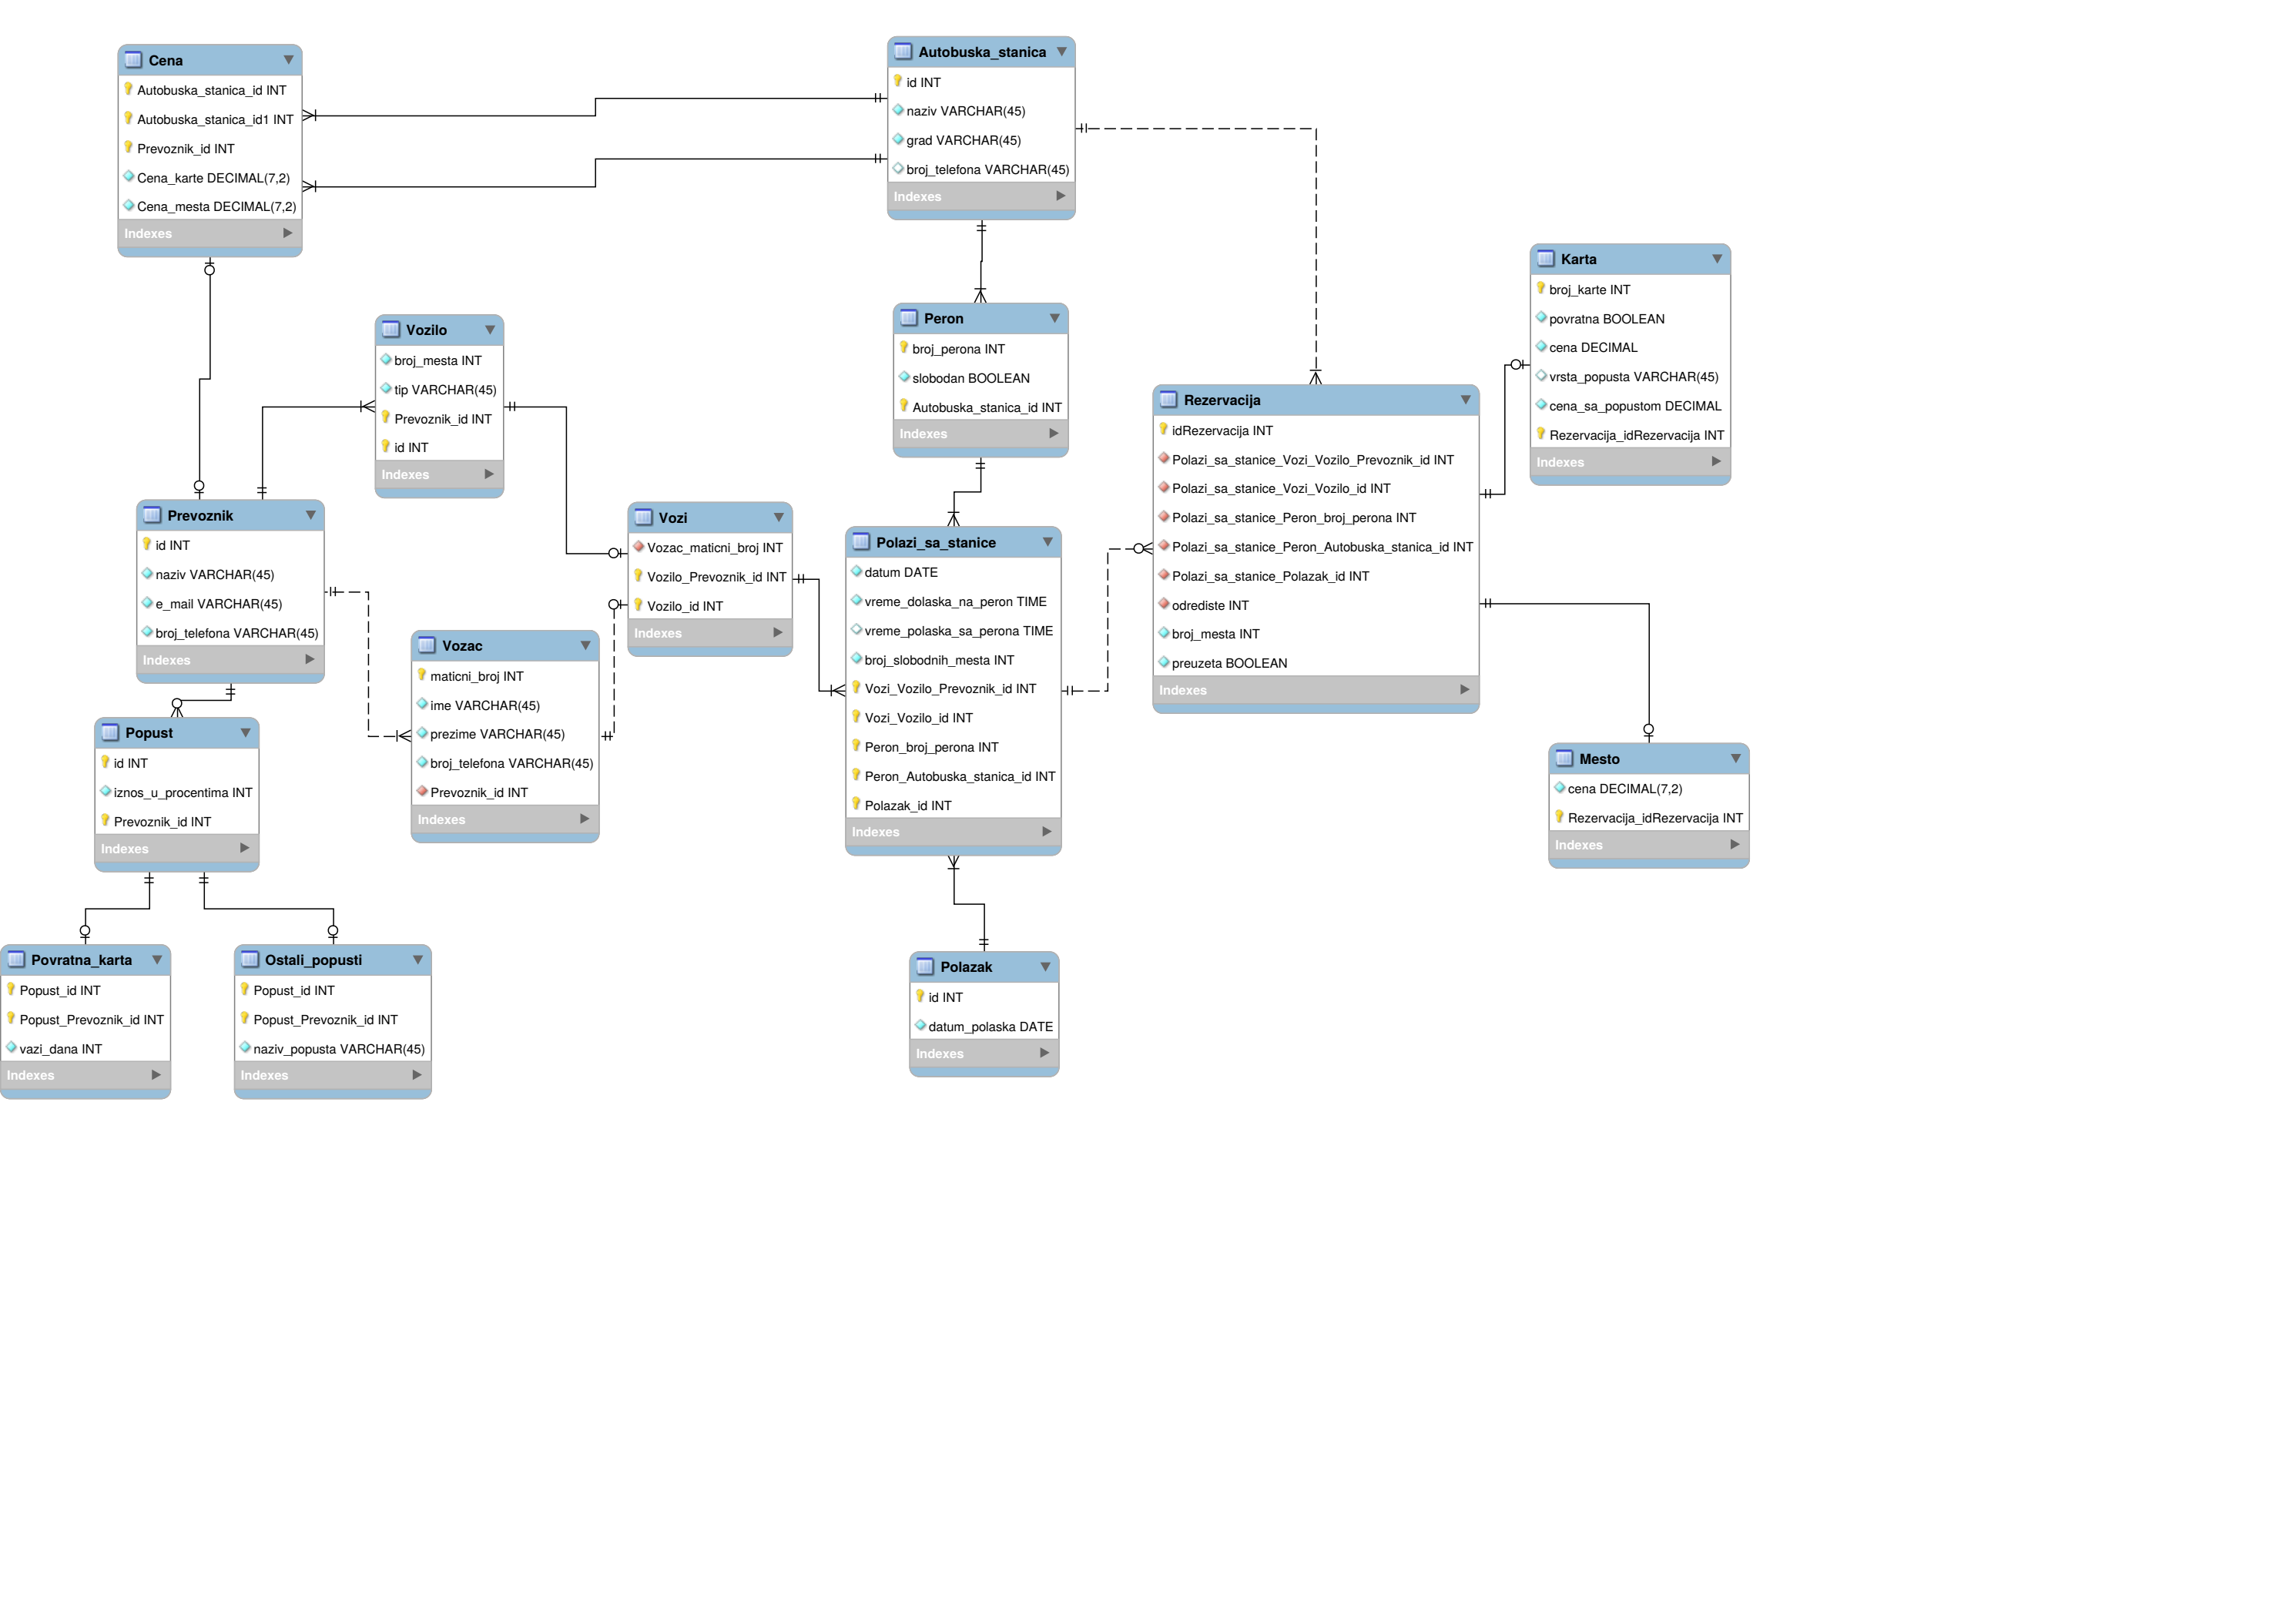 Cena
Autobuska_stanica_id INT
Autobuska_stanica_id1 INT
Prevoznik_id INT
Cena_karte DECIMAL(7,2)
Cena_mesta DECIMAL(7,2)
Indexes
Autobuska_stanica
id INT
naziv VARCHAR(45)
grad VARCHAR(45)
broj_telefona VARCHAR(45)
Indexes
Karta
broj_karte INT
povratna BOOLEAN
cena DECIMAL
vrsta_popusta VARCHAR(45)
cena_sa_popustom DECIMAL
Rezervacija_idRezervacija INT
Indexes
Vozilo
broj_mesta INT
tip VARCHAR(45)
Prevoznik_id INT
id INT
Indexes
Peron
broj_perona INT
slobodan BOOLEAN
Autobuska_stanica_id INT
Indexes
Rezervacija
idRezervacija INT
Polazi_sa_stanice_Vozi_Vozilo_Prevoznik_id INT
Polazi_sa_stanice_Vozi_Vozilo_id INT
Polazi_sa_stanice_Peron_broj_perona INT
Polazi_sa_stanice_Peron_Autobuska_stanica_id INT
Polazi_sa_stanice_Polazak_id INT
odrediste INT
broj_mesta INT
preuzeta BOOLEAN
Indexes
Prevoznik
id INT
naziv VARCHAR(45)
e_mail VARCHAR(45)
broj_telefona VARCHAR(45)
Indexes
Vozi
Vozac_maticni_broj INT
Vozilo_Prevoznik_id INT
Vozilo_id INT
Indexes
Polazi_sa_stanice
datum DATE
vreme_dolaska_na_peron TIME
vreme_polaska_sa_perona TIME
broj_slobodnih_mesta INT
Vozi_Vozilo_Prevoznik_id INT
Vozi_Vozilo_id INT
Peron_broj_perona INT
Peron_Autobuska_stanica_id INT
Polazak_id INT
Indexes
Vozac
maticni_broj INT
ime VARCHAR(45)
prezime VARCHAR(45)
broj_telefona VARCHAR(45)
Prevoznik_id INT
Indexes
Popust
id INT
iznos_u_procentima INT
Prevoznik_id INT
Indexes
Mesto
cena DECIMAL(7,2)
Rezervacija_idRezervacija INT
Indexes
Povratna_karta
Popust_id INT
Popust_Prevoznik_id INT
vazi_dana INT
Indexes
Ostali_popusti
Popust_id INT
Popust_Prevoznik_id INT
naziv_popusta VARCHAR(45)
Indexes
Polazak
id INT
datum_polaska DATE
Indexes